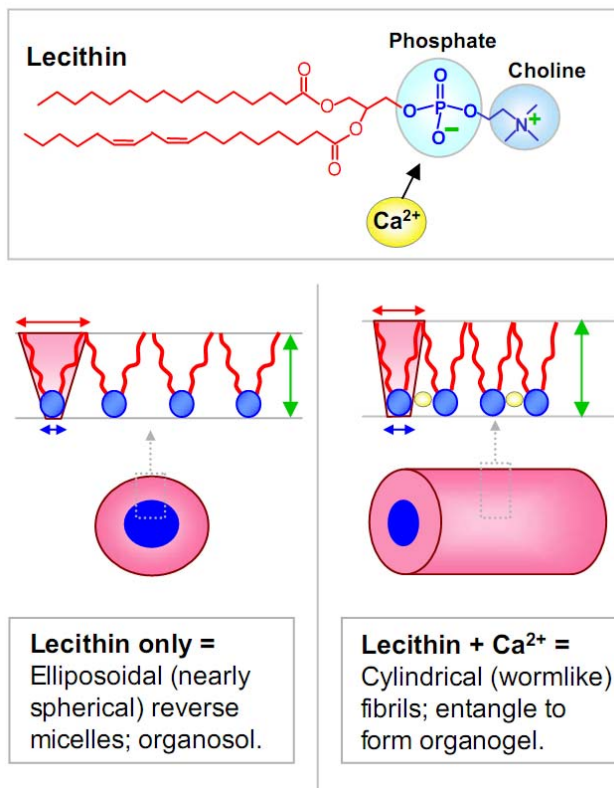 Lecithin
Phosphate
Choline
O
O
O
O
O
P
O
O
N
+
−
Ca²⁺
Lecithin only =
Elliposoidal (nearly
spherical) reverse
micelles; organosol.
Lecithin + Ca²⁺ =
Cylindrical (wormlike)
fibrils; entangle to
form organogel.